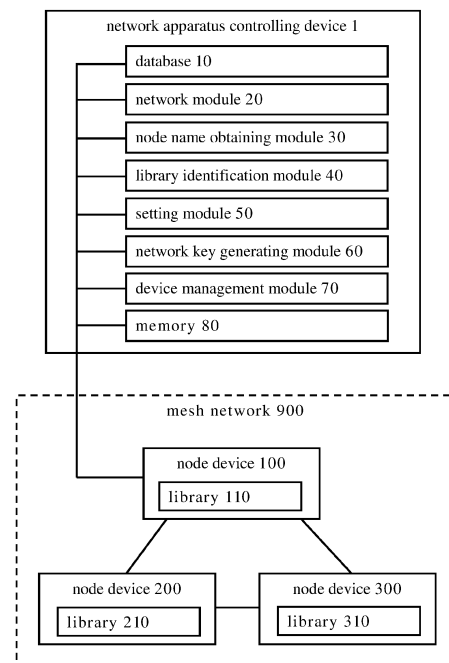 network apparatus controlling device 1
database 10
network module 20
node name obtaining module 30
library identification module 40
setting module 50
network key generating module 60
device management module 70
memory 80
mesh network 900
node device 100
library 110
node device 200
library 210
node device 300
library 310